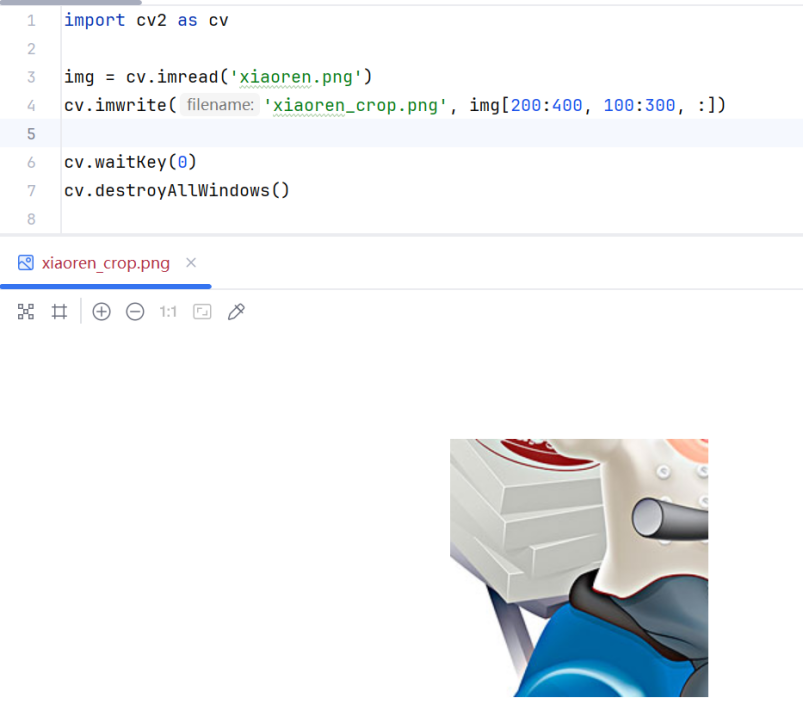 1 import cv2 as cv
2
3 img = cv.imread('xiaoren.png')
4 cv.imwrite( filename: 'xiaoren_crop.png', img[200:400, 100:300, :])
5
6 cv.waitKey(0)
7 cv.destroyAllWindows()
8
xiaoren_crop.png ×
1:1